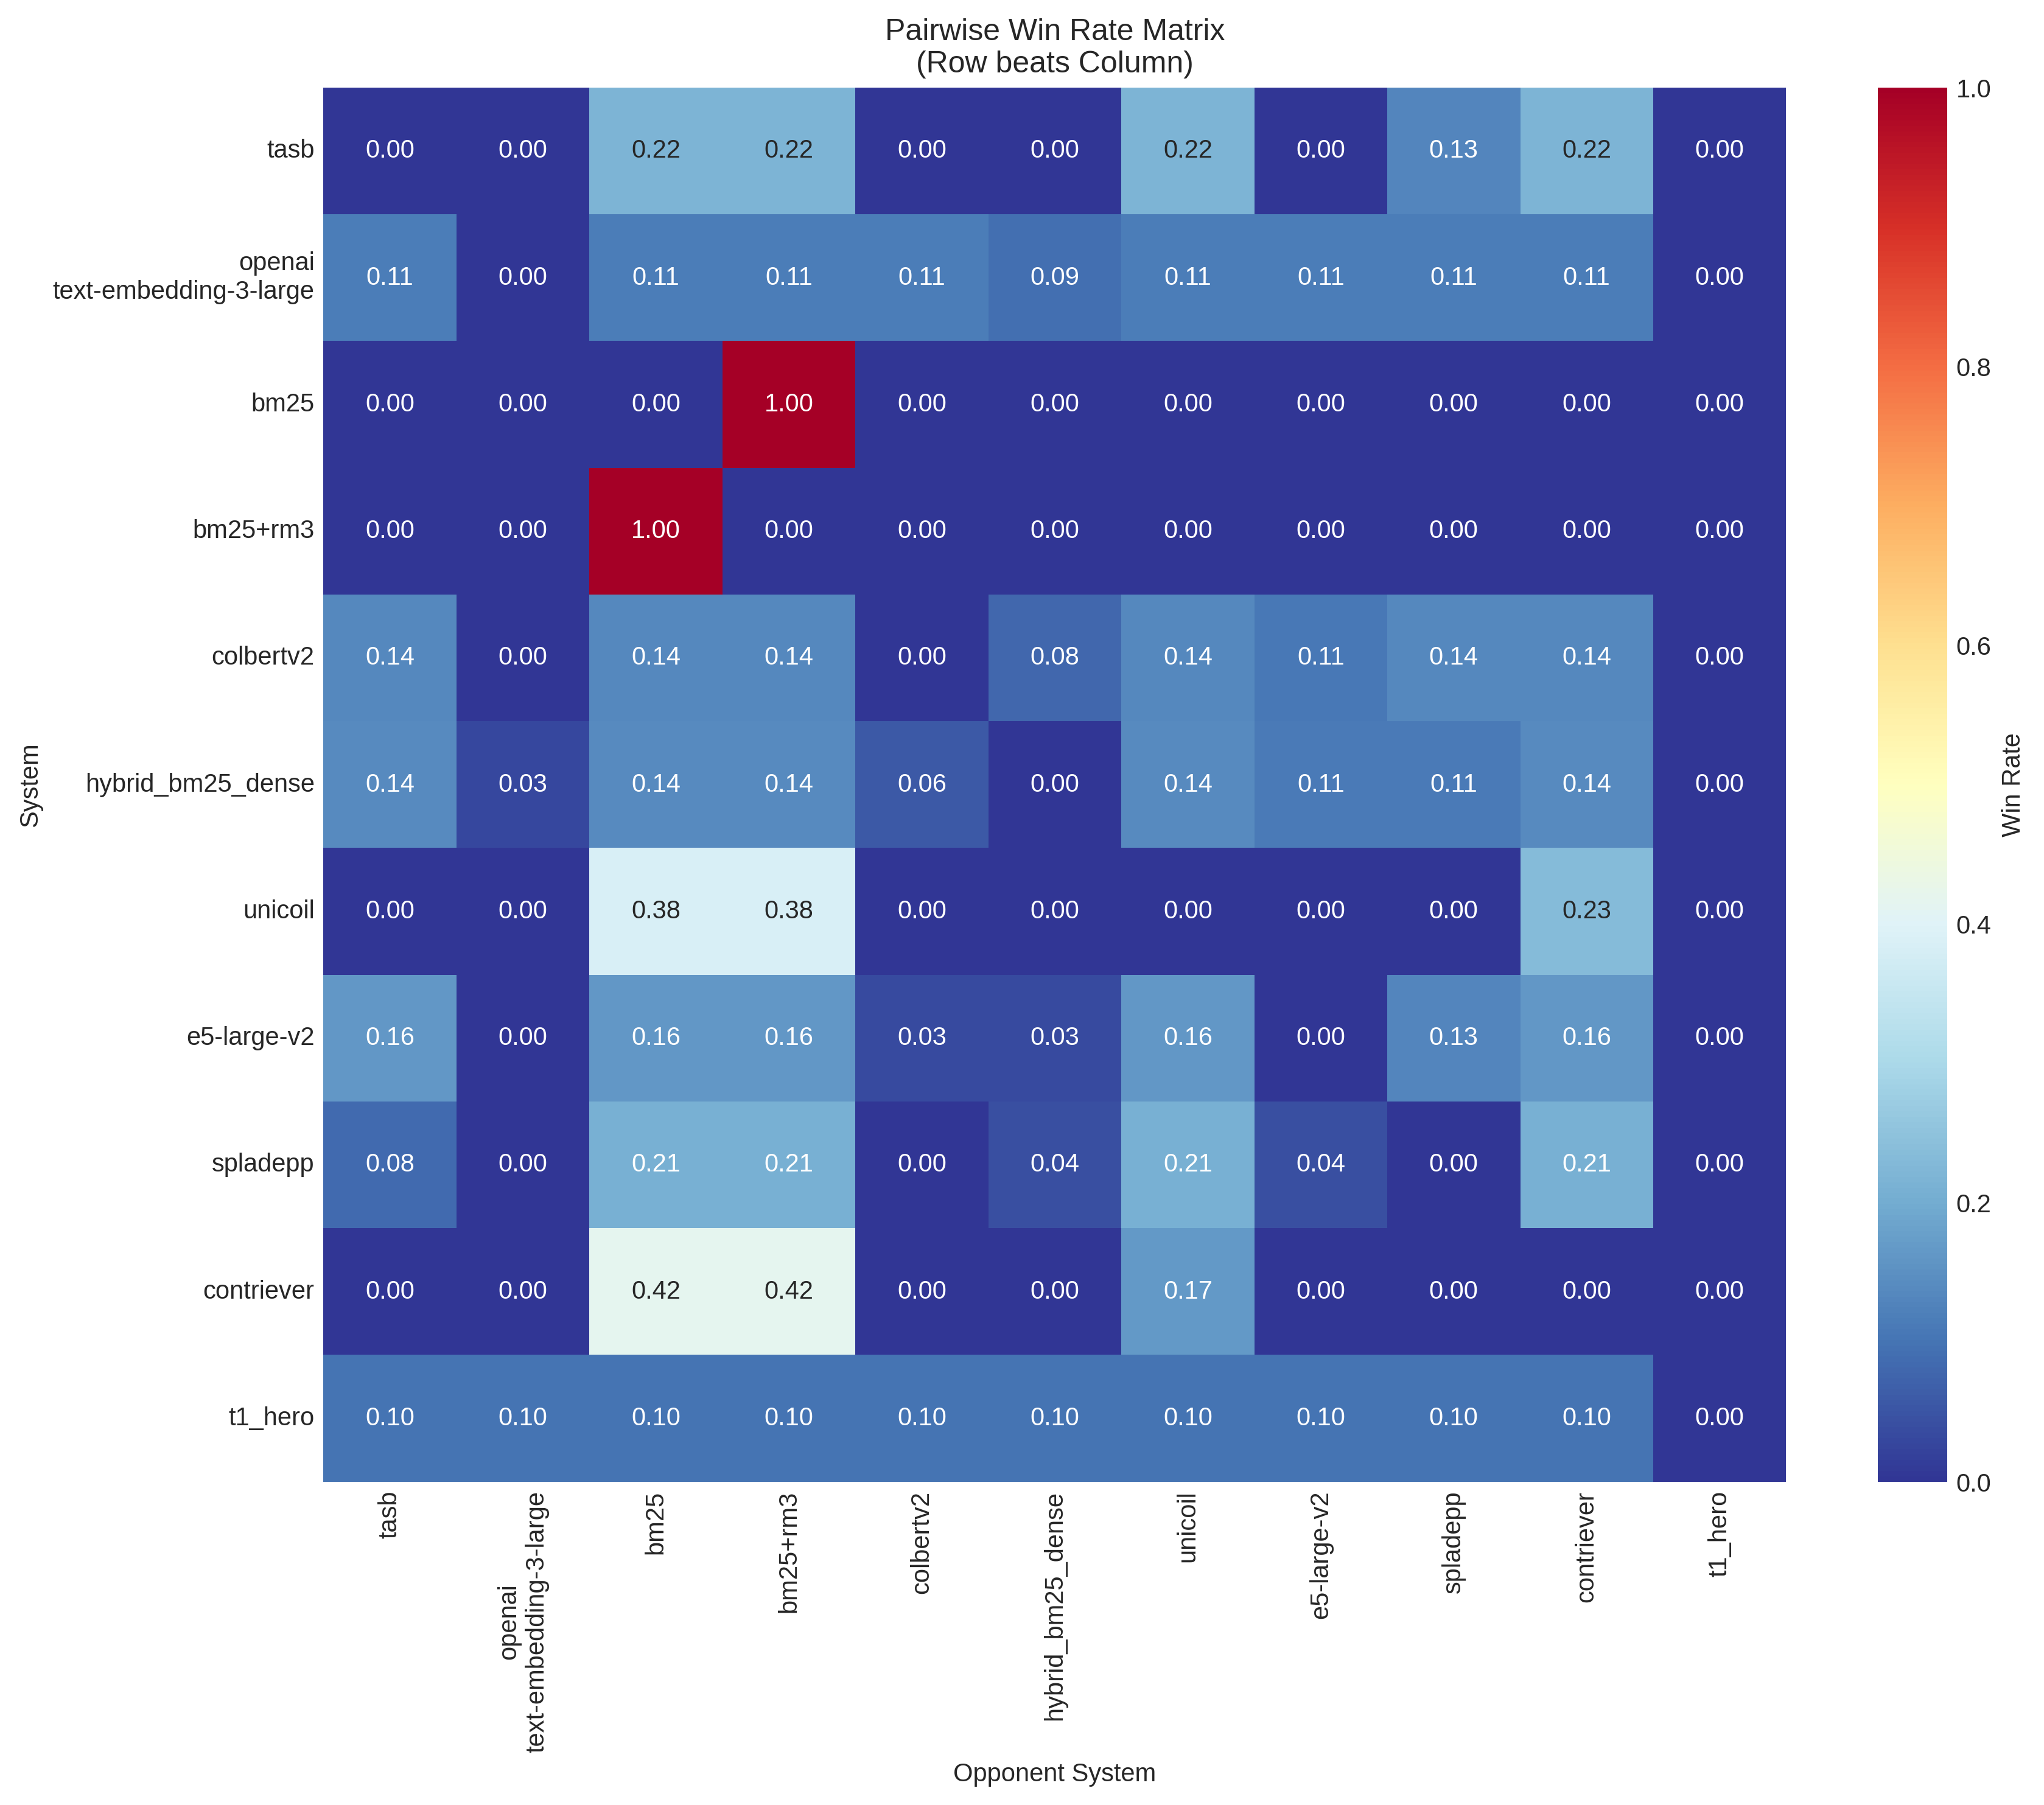 Pairwise Win Rate Matrix
(Row beats Column)
tasb 0.00 0.00 0.22 0.22 0.00 0.00 0.22 0.00 0.13 0.22 0.00
openai
text-embedding-3-large 0.11 0.00 0.11 0.11 0.11 0.09 0.11 0.11 0.11 0.11 0.00
bm25 0.00 0.00 0.00 1.00 0.00 0.00 0.00 0.00 0.00 0.00 0.00
bm25+rm3 0.00 0.00 1.00 0.00 0.00 0.00 0.00 0.00 0.00 0.00 0.00
colbertv2 0.14 0.00 0.14 0.14 0.00 0.08 0.14 0.11 0.14 0.14 0.00
hybrid_bm25_dense 0.14 0.03 0.14 0.14 0.06 0.00 0.14 0.11 0.11 0.14 0.00
unicoil 0.00 0.00 0.38 0.38 0.00 0.00 0.00 0.00 0.00 0.23 0.00
e5-large-v2 0.16 0.00 0.16 0.16 0.03 0.03 0.16 0.00 0.13 0.16 0.00
spladepp 0.08 0.00 0.21 0.21 0.00 0.04 0.21 0.04 0.00 0.21 0.00
contriever 0.00 0.00 0.42 0.42 0.00 0.00 0.17 0.00 0.00 0.00 0.00
t1_hero 0.10 0.10 0.10 0.10 0.10 0.10 0.10 0.10 0.10 0.10 0.00
System
tasb
openai
text-embedding-3-large
bm25
bm25+rm3
colbertv2
hybrid_bm25_dense
unicoil
e5-large-v2
spladepp
contriever
t1_hero
Opponent System
1.0
0.8
0.6
0.4
0.2
0.0
Win Rate